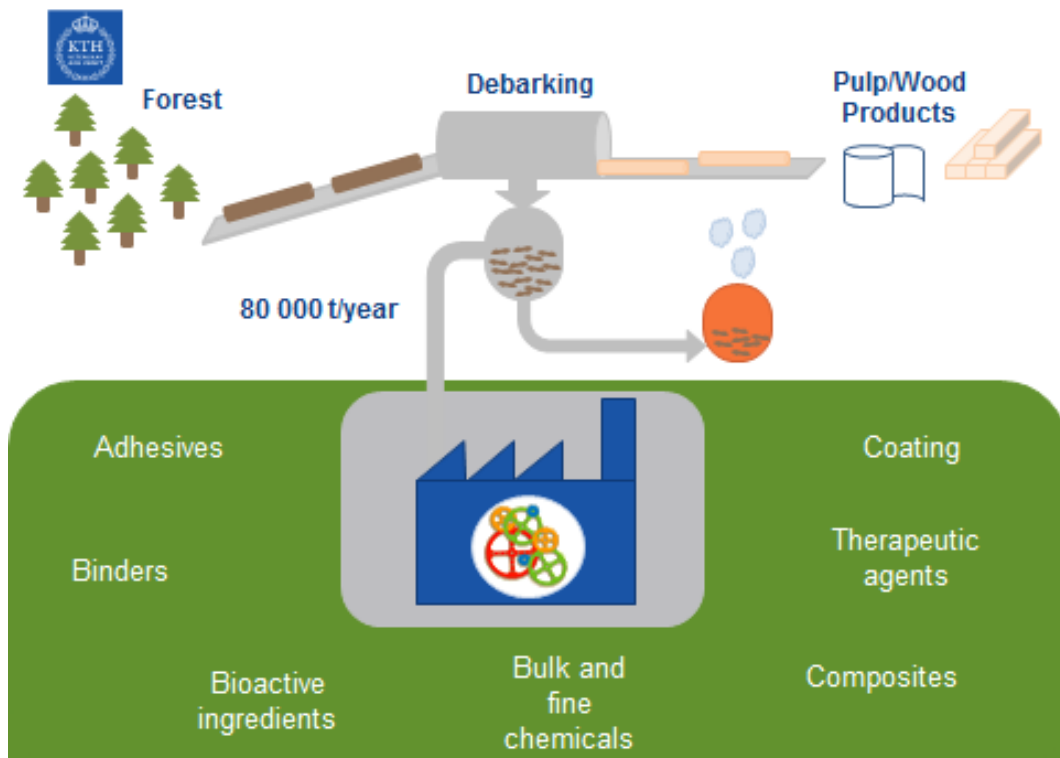 KTH
Forest
Debarking
Pulp/Wood
Products
80 000 t/year
Adhesives
Coating
Binders
Therapeutic
agents
Bioactive
ingredients
Bulk and
fine
chemicals
Composites